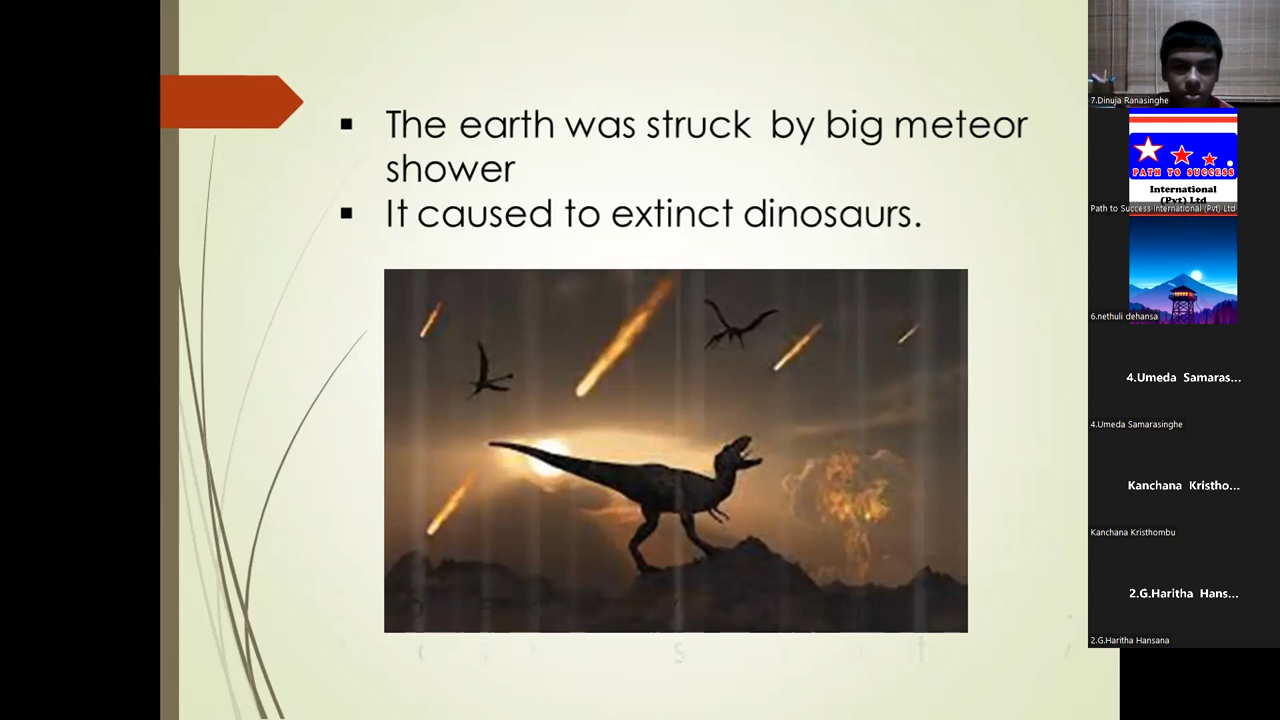 ▪ The earth was struck by big meteor
shower
▪ It caused to extinct dinosaurs.
7.Dinuja Ranasinghe
PATH TO SUCCESS
International
(Pvt) Ltd
Path to Success International (Pvt) Ltd
6.nethuli dehansa
4.Umeda Samaras...
4.Umeda Samarasinghe
Kanchana Kristho...
Kanchana Kristhombu
2.G.Haritha Hans...
2.G.Haritha Hansana